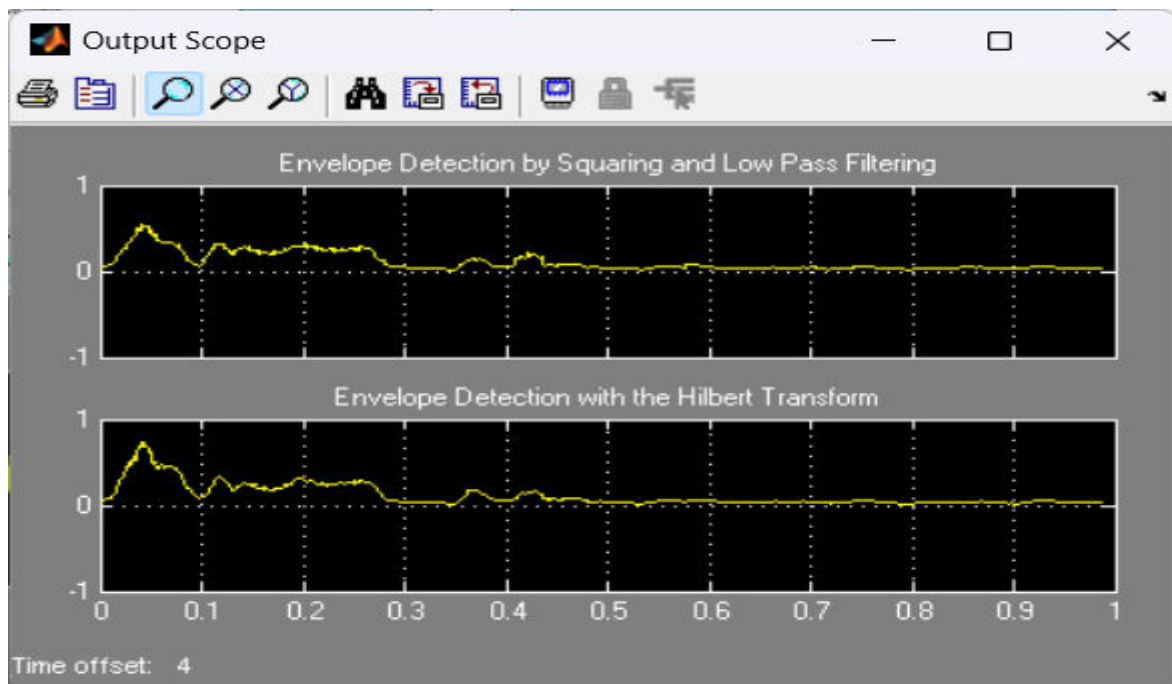 Output Scope
Envelope Detection by Squaring and Low Pass Filtering
1
0
-1
Envelope Detection with the Hilbert Transform
1
0
-1
0 0.1 0.2 0.3 0.4 0.5 0.6 0.7 0.8 0.9 1
Time offset: 4